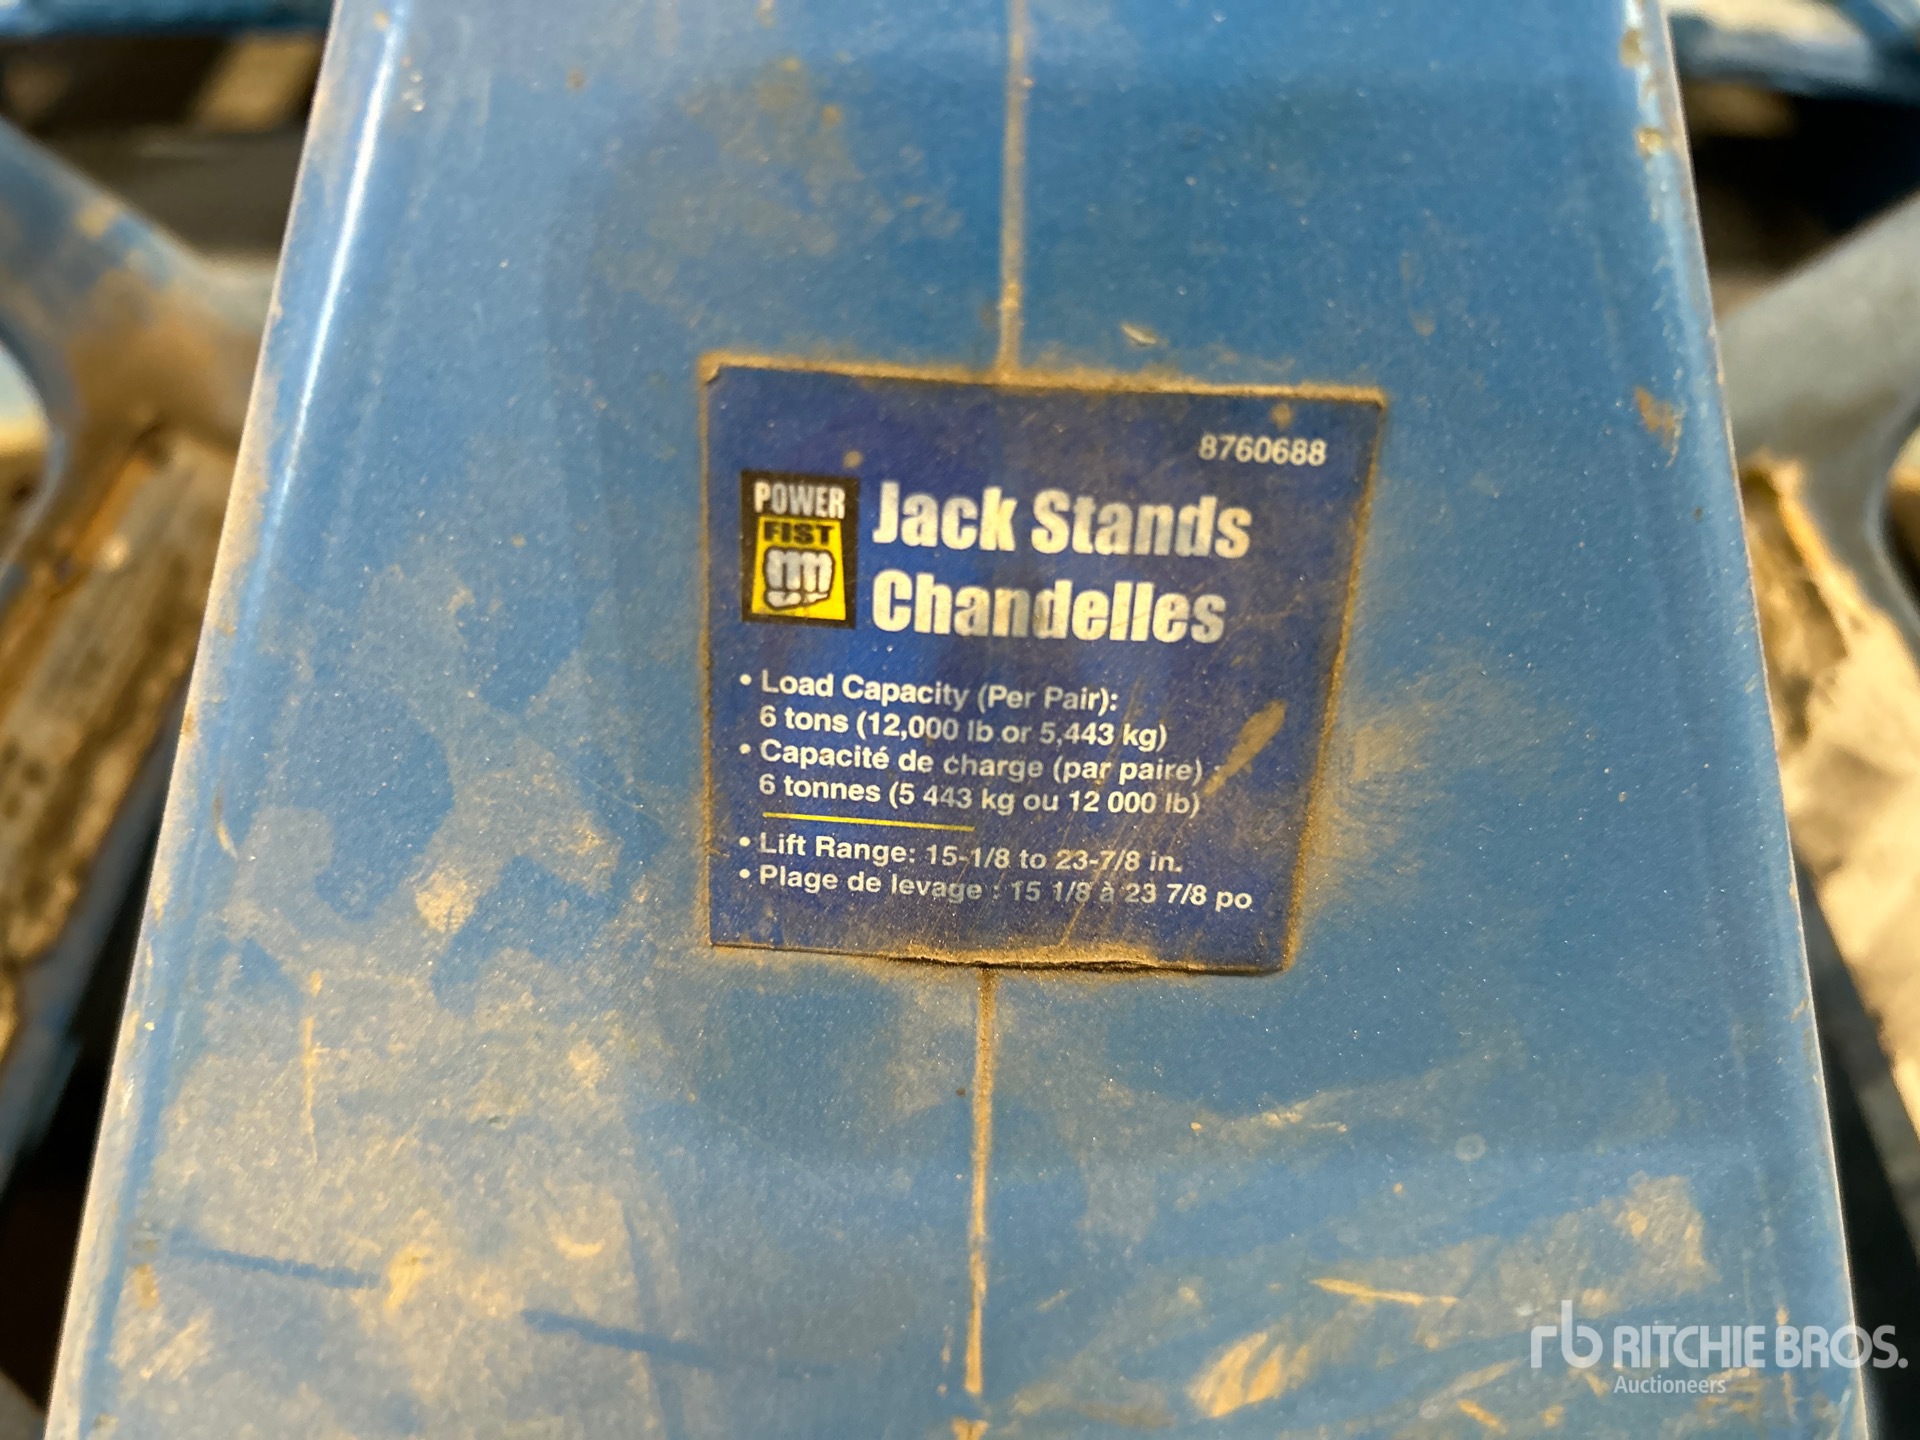 8760688
POWER
FIST
Jack Stands
Chandelles
• Load Capacity (Per Pair):
6 tons (12,000 lb or 5,443 kg)
• Capacité de charge (par paire) :
6 tonnes (5 443 kg ou 12 000 lb)
• Lift Range: 15-1/8 to 23-7/8 in.
• Plage de levage : 15 1/8 à 23 7/8 po
rb RITCHIE BROS.
Auctioneers